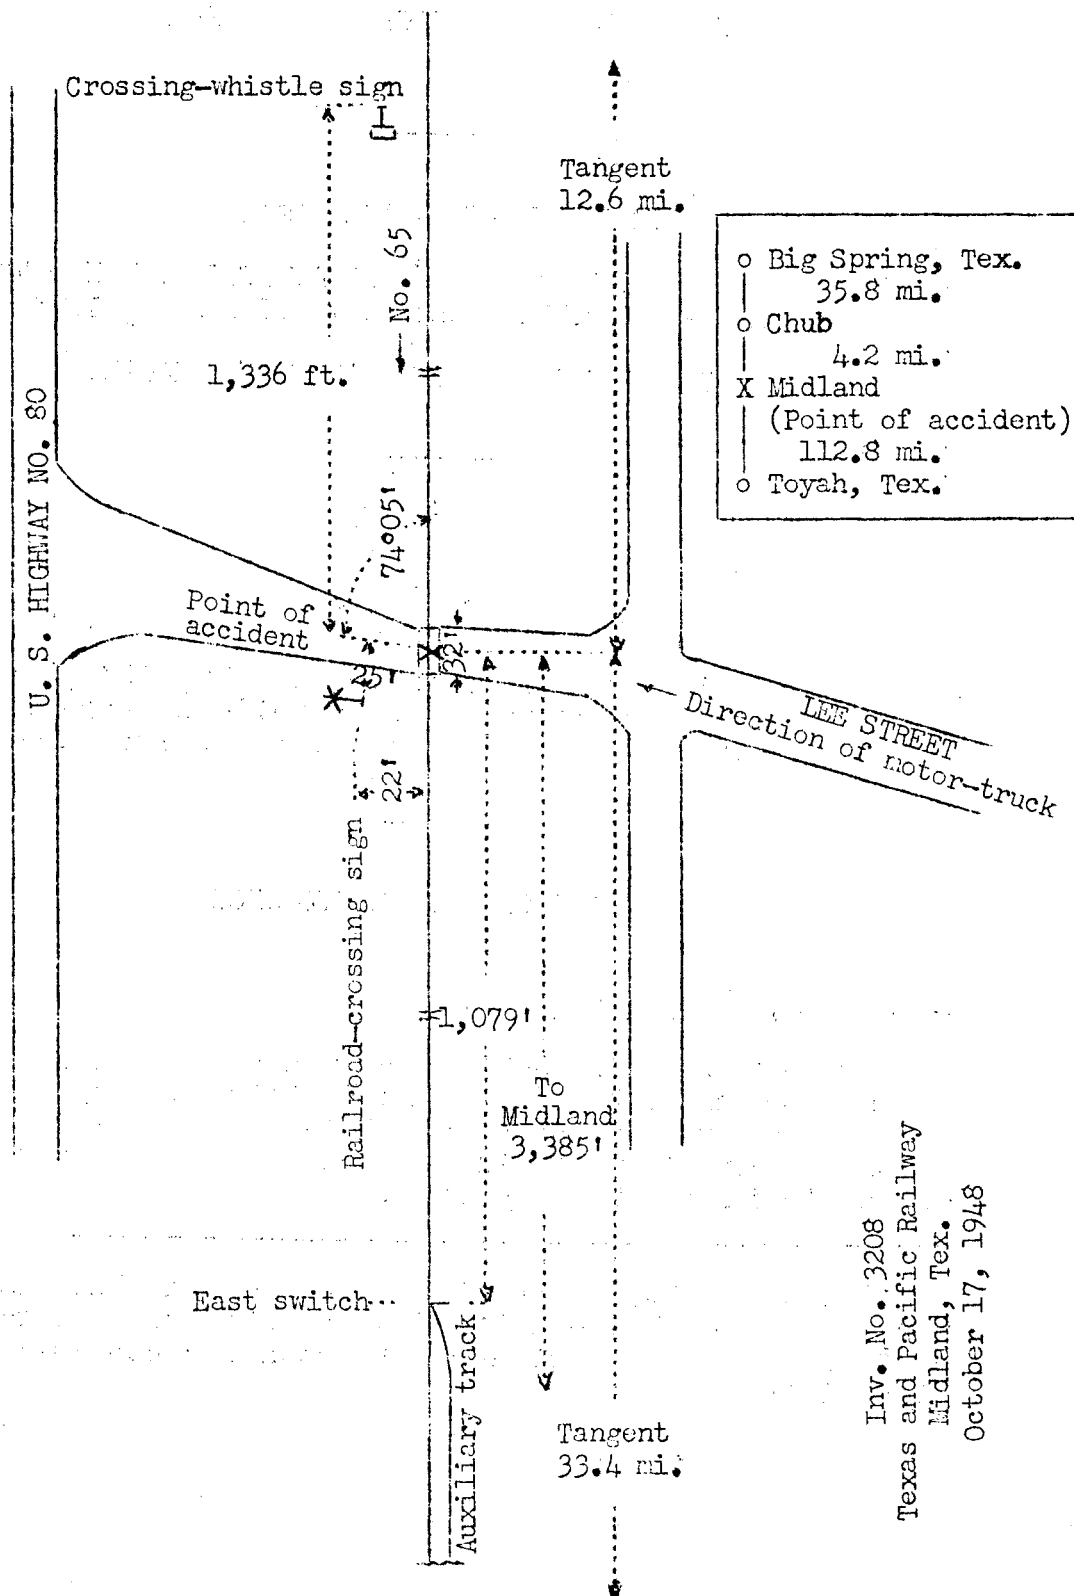 Crossing-whistle sign
Tangent
12.6 mi.
No. 65
1,336 ft.
o Big Spring, Tex.
35.8 mi.
o Chub
4.2 mi.
X Midland
(Point of accident)
112.8 mi.
o Toyah, Tex.
U. S. HIGHWAY NO. 80
74°05'
Point of
accident
X
32'
25'
22'
LEE STREET
Direction of motor-truck
Railroad-crossing sign
1,079'
To
Midland
3,385'
East switch
Auxiliary track
Tangent
33.4 mi.
Inv. No. 3208
Texas and Pacific Railway
Midland, Tex.
October 17, 1948